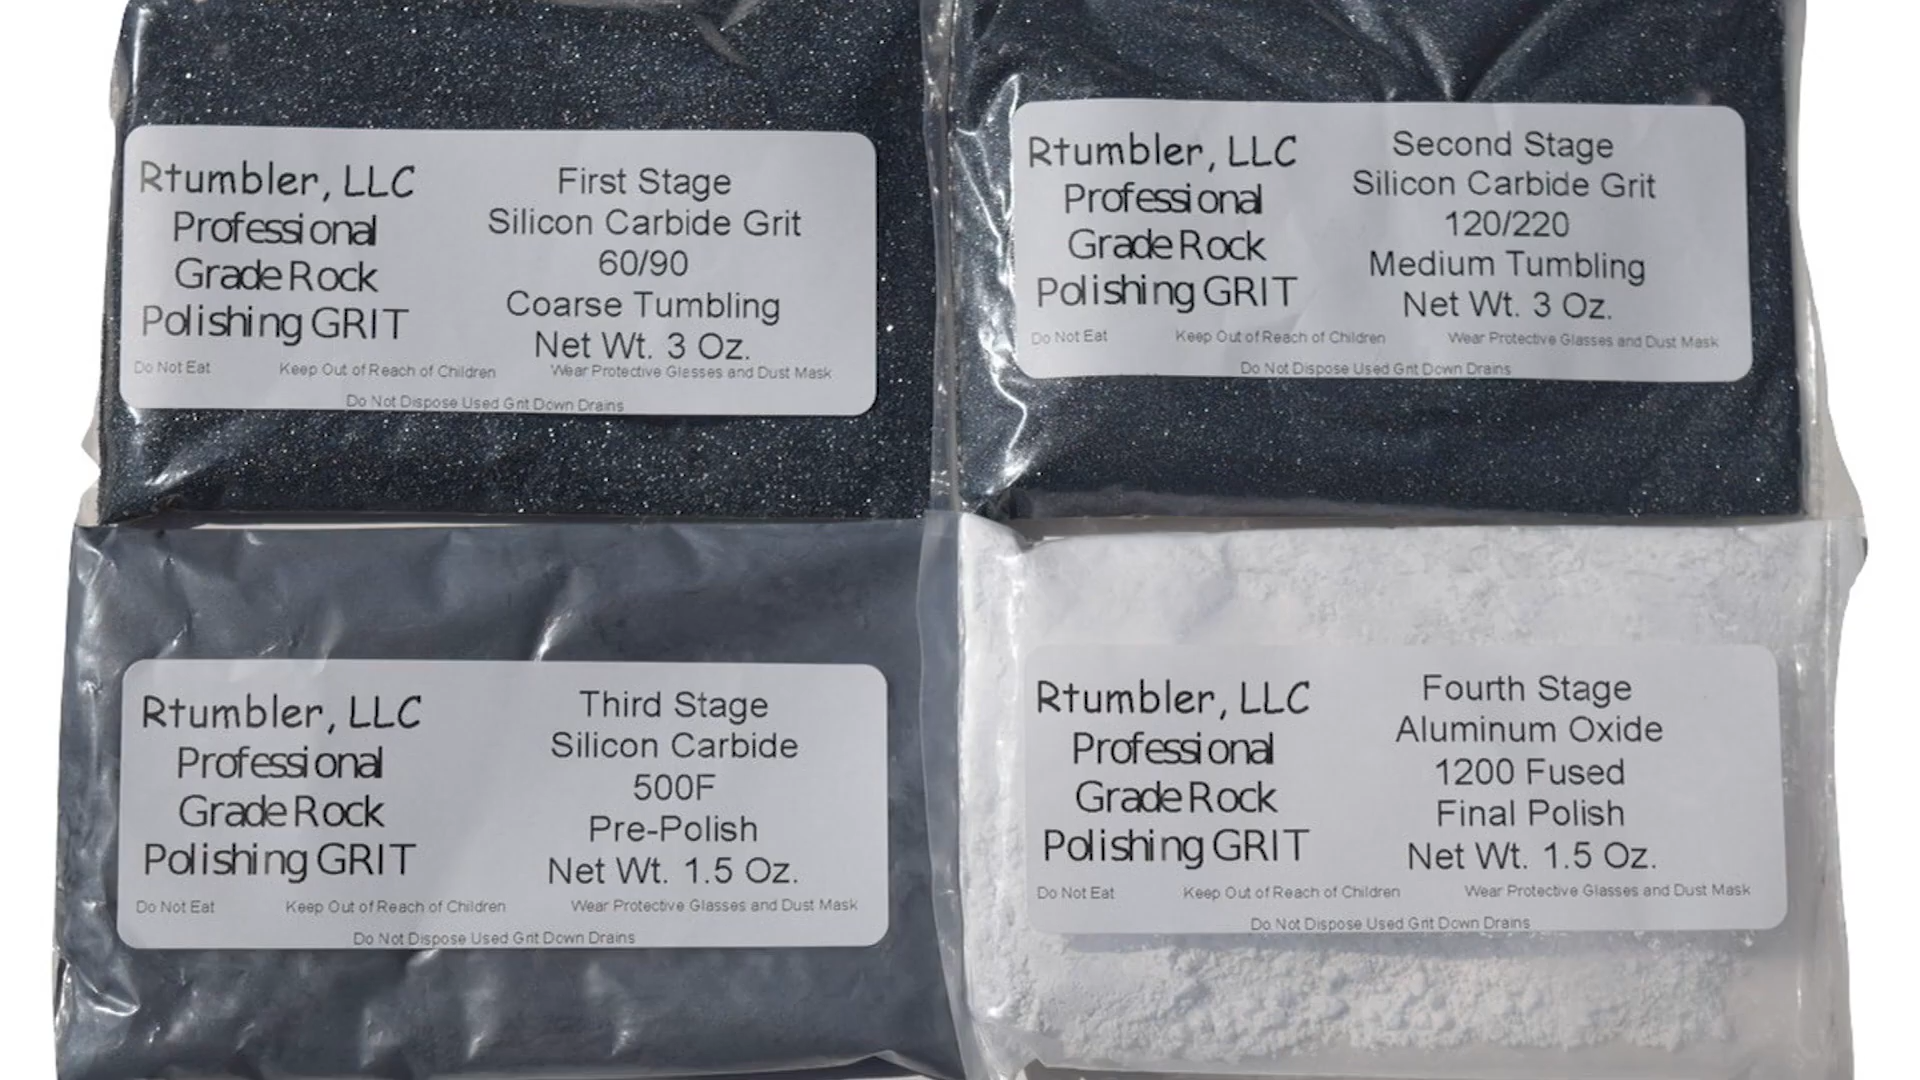 Rtumbler, LLC
Professional
Grade Rock
Polishing GRIT
First Stage
Silicon Carbide Grit
60/90
Coarse Tumbling
Net Wt. 3 Oz.
Do Not Eat Keep Out of Reach of Children Wear Protective Glasses and Dust Mask
Do Not Dispose Used Grit Down Drains
Rtumbler, LLC
Professional
Grade Rock
Polishing GRIT
Second Stage
Silicon Carbide Grit
120/220
Medium Tumbling
Net Wt. 3 Oz.
Do Not Eat Keep Out of Reach of Children Wear Protective Glasses and Dust Mask
Do Not Dispose Used Grit Down Drains
Rtumbler, LLC
Professional
Grade Rock
Polishing GRIT
Third Stage
Silicon Carbide
500F
Pre-Polish
Net Wt. 1.5 Oz.
Do Not Eat Keep Out of Reach of Children Wear Protective Glasses and Dust Mask
Do Not Dispose Used Grit Down Drains
Rtumbler, LLC
Professional
Grade Rock
Polishing GRIT
Fourth Stage
Aluminum Oxide
1200 Fused
Final Polish
Net Wt. 1.5 Oz.
Do Not Eat Keep Out of Reach of Children Wear Protective Glasses and Dust Mask
Do Not Dispose Used Grit Down Drains